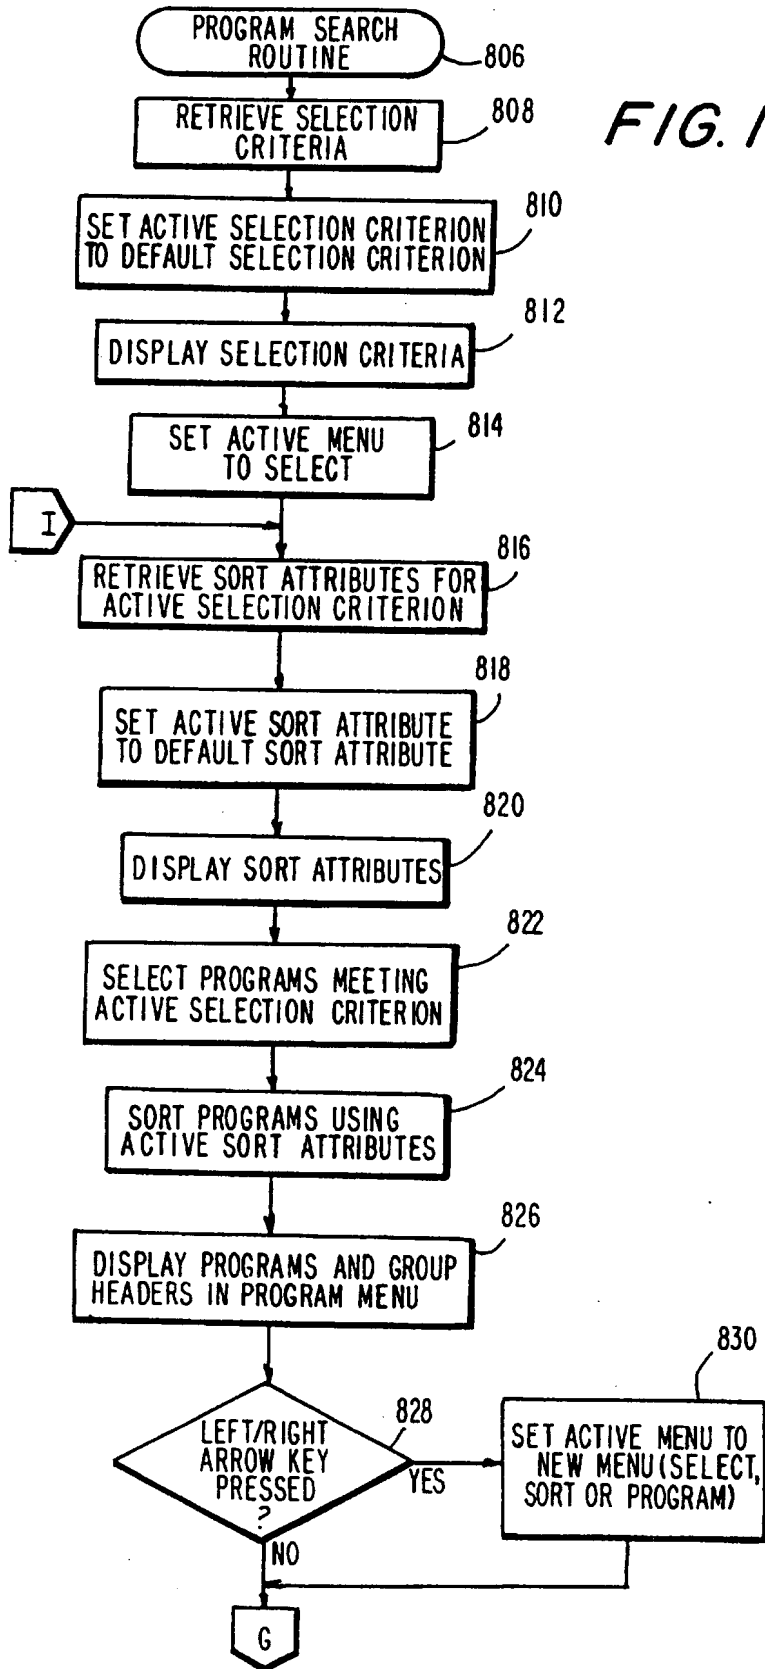 PROGRAM SEARCH
ROUTINE
806
FIG. 1
RETRIEVE SELECTION
CRITERIA
808
SET ACTIVE SELECTION CRITERION
TO DEFAULT SELECTION CRITERION
810
DISPLAY SELECTION CRITERIA
812
SET ACTIVE MENU
TO SELECT
814
I
RETRIEVE SORT ATTRIBUTES FOR
ACTIVE SELECTION CRITERION
816
SET ACTIVE SORT ATTRIBUTE
TO DEFAULT SORT ATTRIBUTE
818
DISPLAY SORT ATTRIBUTES
820
SELECT PROGRAMS MEETING
ACTIVE SELECTION CRITERION
822
SORT PROGRAMS USING
ACTIVE SORT ATTRIBUTES
824
DISPLAY PROGRAMS AND GROUP
HEADERS IN PROGRAM MENU
826
LEFT/RIGHT
ARROW KEY
PRESSED
?
828
YES
NO
SET ACTIVE MENU TO
NEW MENU (SELECT,
SORT OR PROGRAM)
830
G